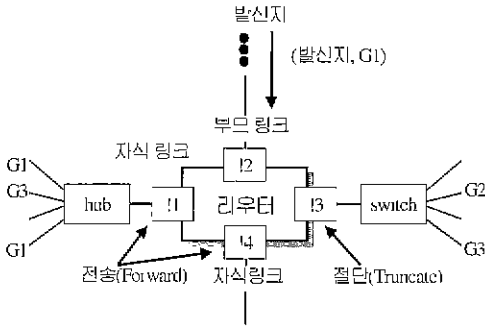 발신지
(발신지, G1)
부모 링크
자식 링크
I2
G1
G3
G1
hub
I1
리우터
I3
switch
G2
G3
I4
전송(Forward)
자식링크
절단(Truncate)